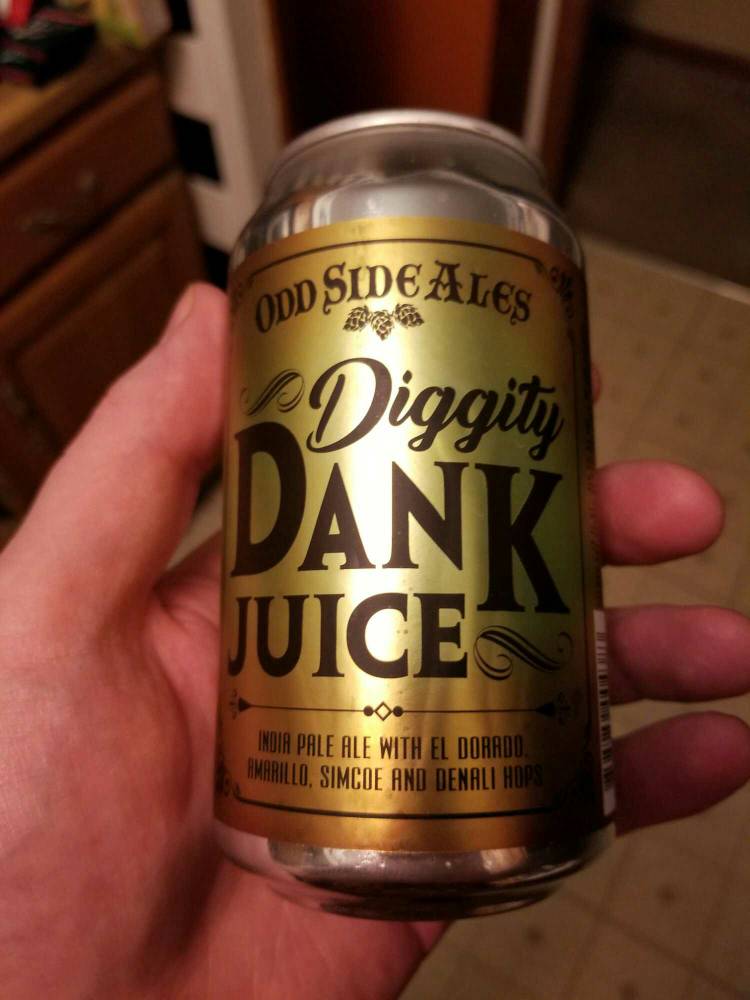 ODD SIDE ALES
Diggity
DANK
JUICE
INDIA PALE ALE WITH EL DORADO,
AMARILLO, SIMCOE AND DENALI HOPS